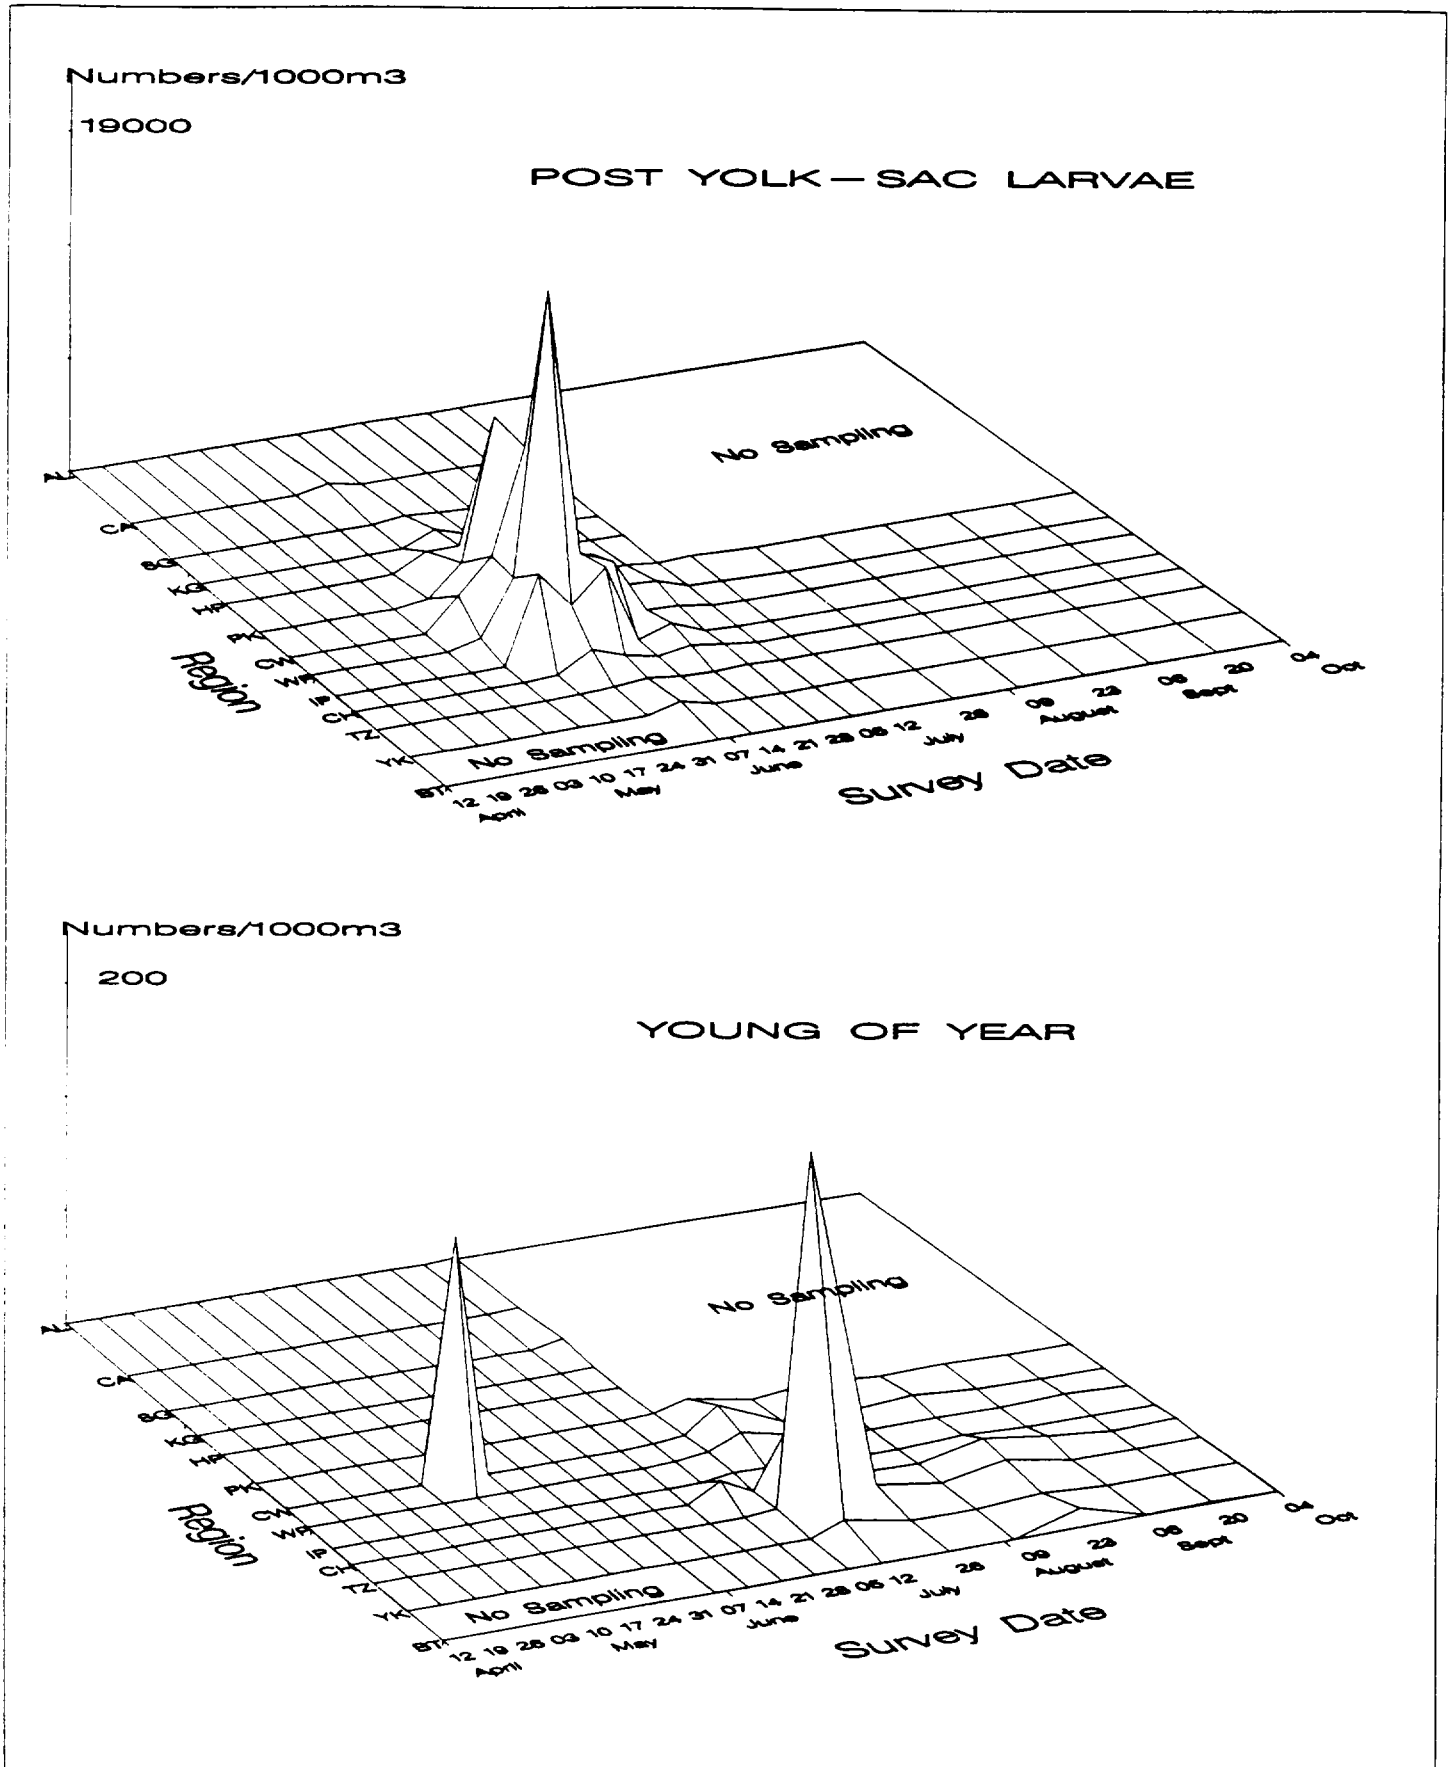 Numbers/1000m3
19000
POST YOLK-SAC LARVAE
No Sampling
AL
CA
SG
KG
HP
PK
CW
WP
IP
CH
TZ
YK
BT
Region
No Sampling
12 19 26 03 10 17 24 31 07 14 21 28 05 12 26 09 23 06 20 04
April May June July August Sept Oct
Survey Date
Numbers/1000m3
200
YOUNG OF YEAR
No Sampling
AL
CA
SG
KG
HP
PK
CW
WP
IP
CH
TZ
YK
BT
Region
No Sampling
12 19 26 03 10 17 24 31 07 14 21 28 05 12 26 09 23 06 20 04
April May June July August Sept Oct
Survey Date